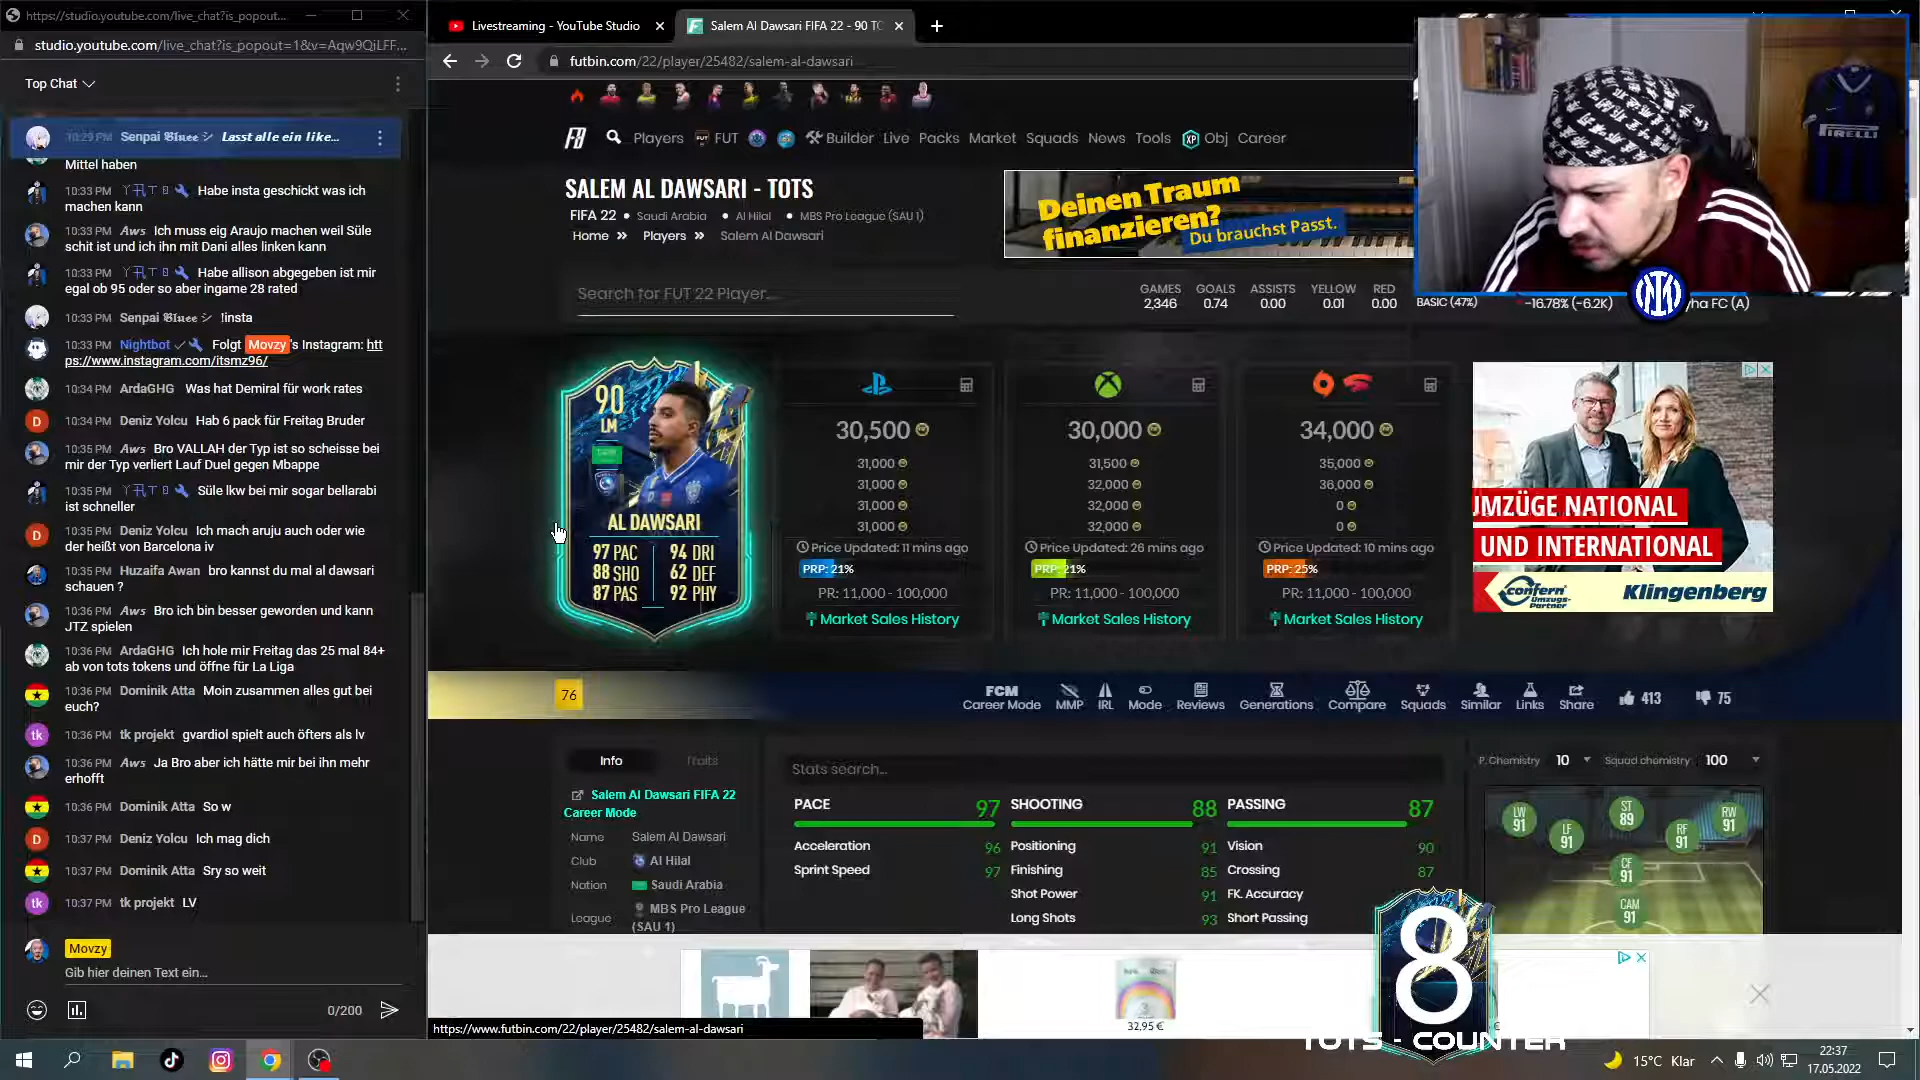 https://studio.youtube.com/live_chat?is_popout...
studio.youtube.com/live_chat?is_popout=1&v=Aqw9QiLFF...
Top Chat
10:29 PM Senpai 𝕭𝖑𝖚𝖊𝖊 シ Lasst alle ein like...
Mittel haben
10:33 PM Habe insta geschickt was ich
machen kann
10:33 PM Aws Ich muss eig Araujo machen weil Süle
schit ist und ich ihn mit Dani alles linken kann
10:33 PM Habe allison abgegeben ist mir
egal ob 95 oder so aber ingame 28 rated
10:33 PM Senpai 𝕭𝖑𝖚𝖊𝖊 シ !insta
10:33 PM Nightbot Folgt Movzy's Instagram: htt
ps://www.instagram.com/itsmz96/
10:34 PM ArdaGHG Was hat Demiral für work rates
10:34 PM Deniz Yolcu Hab 6 pack für Freitag Bruder
10:35 PM Aws Bro VALLAH der Typ ist so scheisse bei
mir der Typ verliert Lauf Duel gegen Mbappe
10:35 PM Süle lkw bei mir sogar bellarabi
ist schneller
10:35 PM Deniz Yolcu Ich mach aruju auch oder wie
der heißt von Barcelona iv
10:35 PM Huzaifa Awan bro kannst du mal al dawsari
schauen ?
10:36 PM Aws Bro ich bin besser geworden und kann
JTZ spielen
10:36 PM ArdaGHG Ich hole mir Freitag das 25 mal 84+
ab von tots tokens und öffne für La Liga
10:36 PM Dominik Atta Moin zusammen alles gut bei
euch?
10:36 PM tk projekt gvardiol spielt auch öfters als lv
10:36 PM Aws Ja Bro aber ich hätte mir bei ihn mehr
erhofft
10:36 PM Dominik Atta So w
10:37 PM Deniz Yolcu Ich mag dich
10:37 PM Dominik Atta Sry so weit
10:37 PM tk projekt LV
Movzy
Gib hier deinen Text ein...
0/200
Livestreaming - YouTube Studio
Salem Al Dawsari FIFA 22 - 90 TO
futbin.com/22/player/25482/salem-al-dawsari
Players FUT Builder Live Packs Market Squads News Tools XP Obj Career
SALEM AL DAWSARI - TOTS
FIFA 22 • Saudi Arabia • Al Hilal • MBS Pro League (SAU 1)
Home » Players » Salem Al Dawsari
Deinen Traum
finanzieren?
Du brauchst Passt.
PIRELLI
Search for FUT 22 Player...
GAMES GOALS ASSISTS YELLOW RED
2,346 0.74 0.00 0.01 0.00
BASIC (47%) -16.78% (-6.2K) yha FC (A)
90
LM
AL DAWSARI
97 PAC 94 DRI
88 SHO 62 DEF
87 PAS 92 PHY
30,500
31,000
31,000
31,000
31,000
Price Updated: 11 mins ago
PRP: 21%
PR: 11,000 - 100,000
Market Sales History
30,000
31,500
32,000
32,000
32,000
Price Updated: 26 mins ago
PRP: 21%
PR: 11,000 - 100,000
Market Sales History
34,000
35,000
36,000
0
0
Price Updated: 10 mins ago
PRP: 25%
PR: 11,000 - 100,000
Market Sales History
UMZÜGE NATIONAL
UND INTERNATIONAL
confern
Umzugs-
Partner
Klingenberg
76
FCM
Career Mode MMP IRL Mode Reviews Generations Compare Squads Similar Links Share 413 75
Info Traits
Salem Al Dawsari FIFA 22
Career Mode
Name Salem Al Dawsari
Club Al Hilal
Nation Saudi Arabia
League MBS Pro League
(SAU 1)
Stats search...
PACE 97
Acceleration 96
Sprint Speed 97
SHOOTING 88
Positioning 91
Finishing 85
Shot Power 91
Long Shots 93
PASSING 87
Vision 90
Crossing 87
FK. Accuracy
Short Passing
P. Chemistry 10 Squad chemistry 100
LW
91
ST
89
RW
91
LF
91
RF
91
CF
91
CAM
91
32,95 €
€
8
TOTS - COUNTER
https://www.futbin.com/22/player/25482/salem-al-dawsari
15°C Klar
22:37
17.05.2022